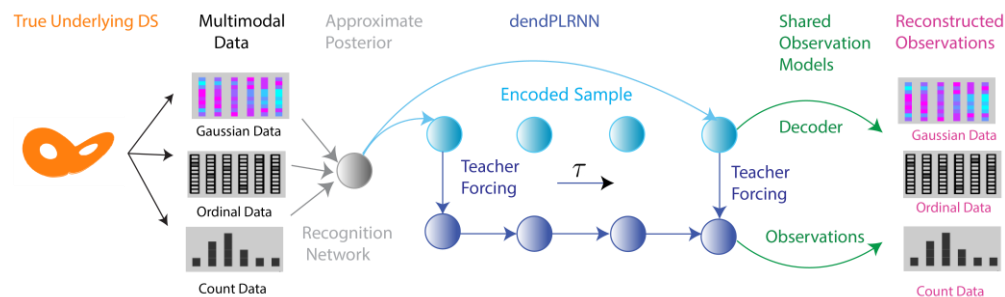 True Underlying DS
Multimodal
Data
Approximate
Posterior
dendPLRNN
Shared
Observation
Models
Reconstructed
Observations
Gaussian Data
Ordinal Data
Count Data
Recognition
Network
Encoded Sample
Teacher
Forcing
τ
Teacher
Forcing
Decoder
Observations
Gaussian Data
Ordinal Data
Count Data